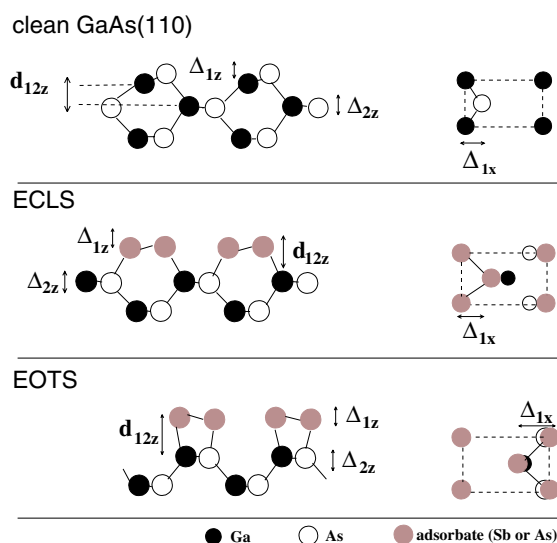 clean GaAs(110)
d12z
Δ1z
Δ2z
Δ1x
ECLS
Δ1z
d12z
Δ2z
Δ1x
EOTS
Δ1x
Δ1z
d12z
Δ2z
Ga
As
adsorbate (Sb or As)